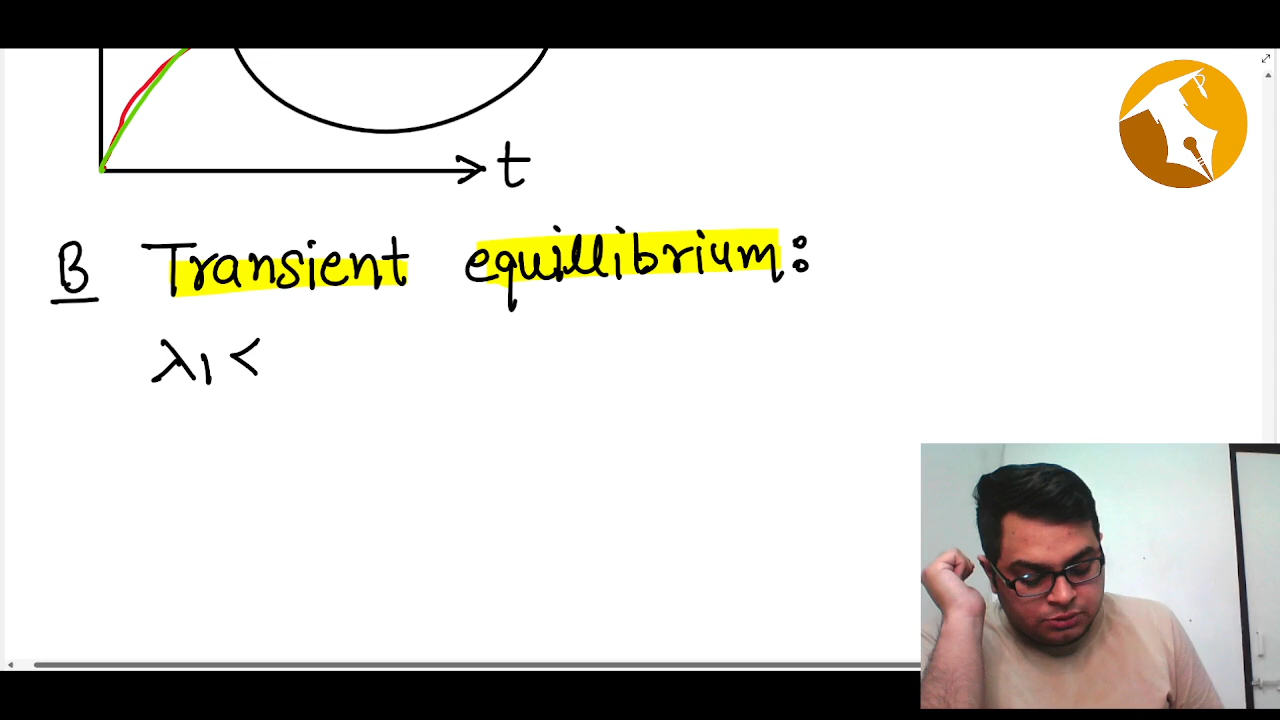 t
B Transient equillibrium:
λ1 <